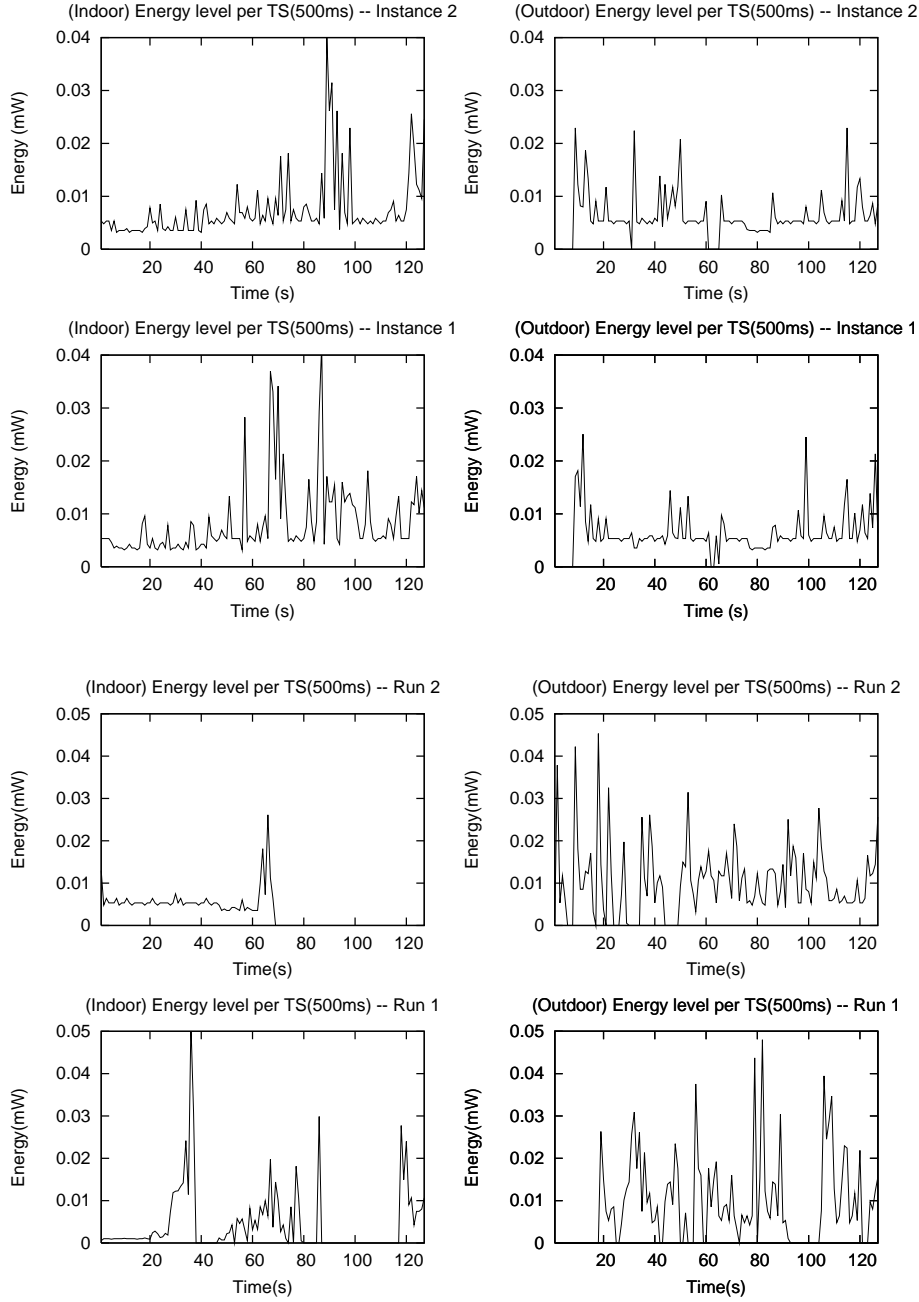 (Indoor) Energy level per TS(500ms) -- Instance 2
Energy (mW)
0.04
0.03
0.02
0.01
0
20 40 60 80 100 120
Time (s)
(Outdoor) Energy level per TS(500ms) -- Instance 2
Energy (mW)
0.04
0.03
0.02
0.01
0
20 40 60 80 100 120
Time (s)
(Indoor) Energy level per TS(500ms) -- Instance 1
Energy (mW)
0.04
0.03
0.02
0.01
0
20 40 60 80 100 120
Time (s)
(Outdoor) Energy level per TS(500ms) -- Instance 1
Energy (mW)
0.04
0.03
0.02
0.01
0
20 40 60 80 100 120
Time (s)
(Indoor) Energy level per TS(500ms) -- Run 2
Energy(mW)
0.05
0.04
0.03
0.02
0.01
0
20 40 60 80 100 120
Time(s)
(Outdoor) Energy level per TS(500ms) -- Run 2
Energy(mW)
0.05
0.04
0.03
0.02
0.01
0
20 40 60 80 100 120
Time(s)
(Indoor) Energy level per TS(500ms) -- Run 1
Energy(mW)
0.05
0.04
0.03
0.02
0.01
0
20 40 60 80 100 120
Time(s)
(Outdoor) Energy level per TS(500ms) -- Run 1
Energy(mW)
0.05
0.04
0.03
0.02
0.01
0
20 40 60 80 100 120
Time(s)